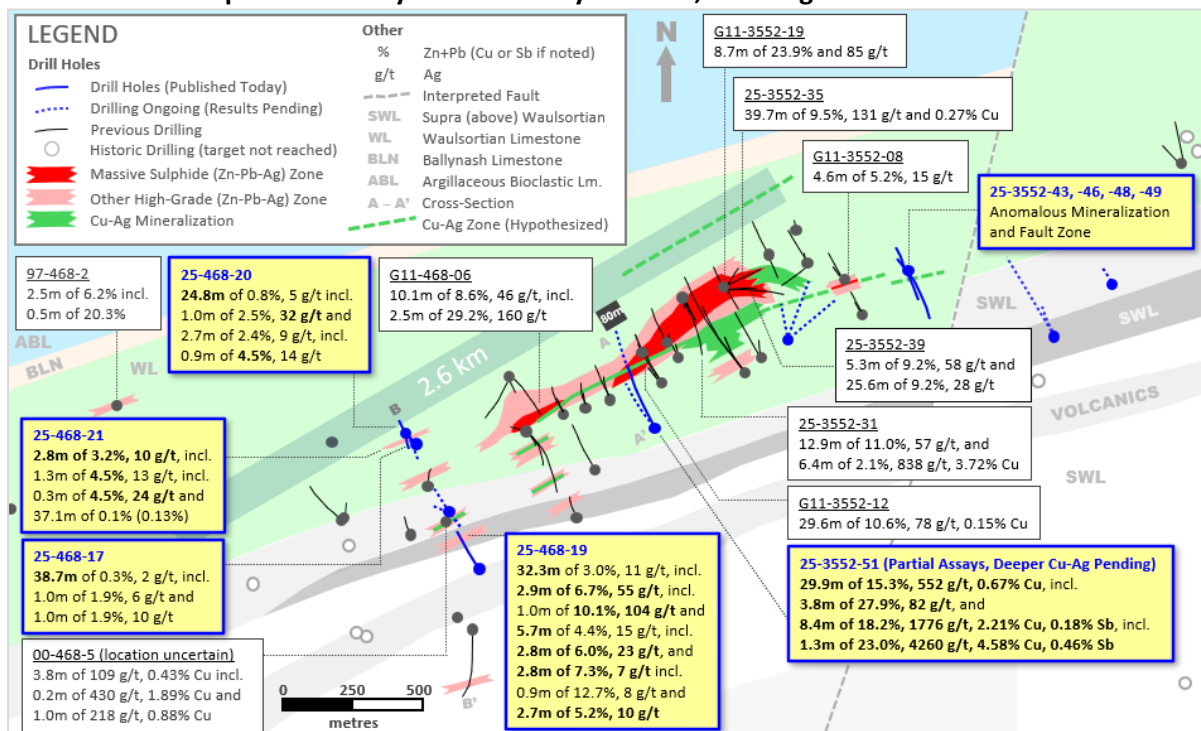 LEGEND
Drill Holes
Drill Holes (Published Today)
Drilling Ongoing (Results Pending)
Previous Drilling
Historic Drilling (target not reached)
Massive Sulphide (Zn-Pb-Ag) Zone
Other High-Grade (Zn-Pb-Ag) Zone
Cu-Ag Mineralization
Other
% Zn+Pb (Cu or Sb if noted)
g/t Ag
Interpreted Fault
SWL Supra (above) Waulsortian
WL Waulsortian Limestone
BLN Ballynash Limestone
ABL Argillaceous Bioclastic Lm.
A – A' Cross-Section
Cu-Ag Zone (Hypothesized)
N
G11-3552-19
8.7m of 23.9% and 85 g/t
25-3552-35
39.7m of 9.5%, 131 g/t and 0.27% Cu
G11-3552-08
4.6m of 5.2%, 15 g/t
25-3552-43, -46, -48, -49
Anomalous Mineralization
and Fault Zone
97-468-2
2.5m of 6.2% incl.
0.5m of 20.3%
25-468-20
24.8m of 0.8%, 5 g/t incl.
1.0m of 2.5%, 32 g/t and
2.7m of 2.4%, 9 g/t, incl.
0.9m of 4.5%, 14 g/t
G11-468-06
10.1m of 8.6%, 46 g/t, incl.
2.5m of 29.2%, 160 g/t
80m
A
A'
2.6 km
ABL
BLN
WL
SWL
SWL
VOLCANICS
SWL
B
B'
25-3552-39
5.3m of 9.2%, 58 g/t and
25.6m of 9.2%, 28 g/t
25-468-21
2.8m of 3.2%, 10 g/t, incl.
1.3m of 4.5%, 13 g/t, incl.
0.3m of 4.5%, 24 g/t and
37.1m of 0.1% (0.13%)
25-3552-31
12.9m of 11.0%, 57 g/t, and
6.4m of 2.1%, 838 g/t, 3.72% Cu
G11-3552-12
29.6m of 10.6%, 78 g/t, 0.15% Cu
25-468-17
38.7m of 0.3%, 2 g/t, incl.
1.0m of 1.9%, 6 g/t and
1.0m of 1.9%, 10 g/t
25-468-19
32.3m of 3.0%, 11 g/t, incl.
2.9m of 6.7%, 55 g/t, incl.
1.0m of 10.1%, 104 g/t and
5.7m of 4.4%, 15 g/t, incl.
2.8m of 6.0%, 23 g/t, and
2.8m of 7.3%, 7 g/t incl.
0.9m of 12.7%, 8 g/t and
2.7m of 5.2%, 10 g/t
25-3552-51 (Partial Assays, Deeper Cu-Ag Pending)
29.9m of 15.3%, 552 g/t, 0.67% Cu, incl.
3.8m of 27.9%, 82 g/t, and
8.4m of 18.2%, 1776 g/t, 2.21% Cu, 0.18% Sb, incl.
1.3m of 23.0%, 4260 g/t, 4.58% Cu, 0.46% Sb
00-468-5 (location uncertain)
3.8m of 109 g/t, 0.43% Cu incl.
0.2m of 430 g/t, 1.89% Cu and
1.0m of 218 g/t, 0.88% Cu
0 250 500
metres